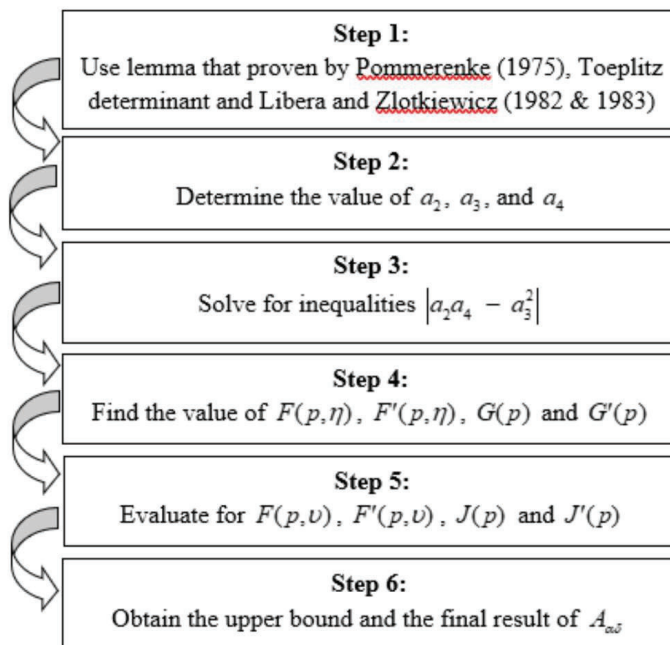 Step 1:
Use lemma that proven by Pommerenke (1975), Toeplitz
determinant and Libera and Zlotkiewicz (1982 & 1983)
Step 2:
Determine the value of a₂, a₃, and a₄
Step 3:
Solve for inequalities |a₂a₄ − a₃²|
Step 4:
Find the value of F(p,η), F′(p,η), G(p) and G′(p)
Step 5:
Evaluate for F(p,υ), F′(p,υ), J(p) and J′(p)
Step 6:
Obtain the upper bound and the final result of A_αδ